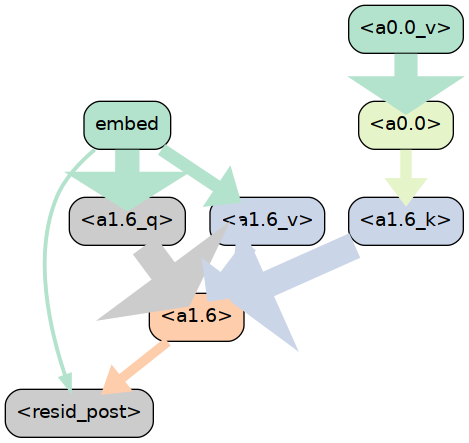 <a0.0_v>
embed
<a0.0>
<a1.6_q>
<a1.6_v>
<a1.6_k>
<a1.6>
<resid_post>